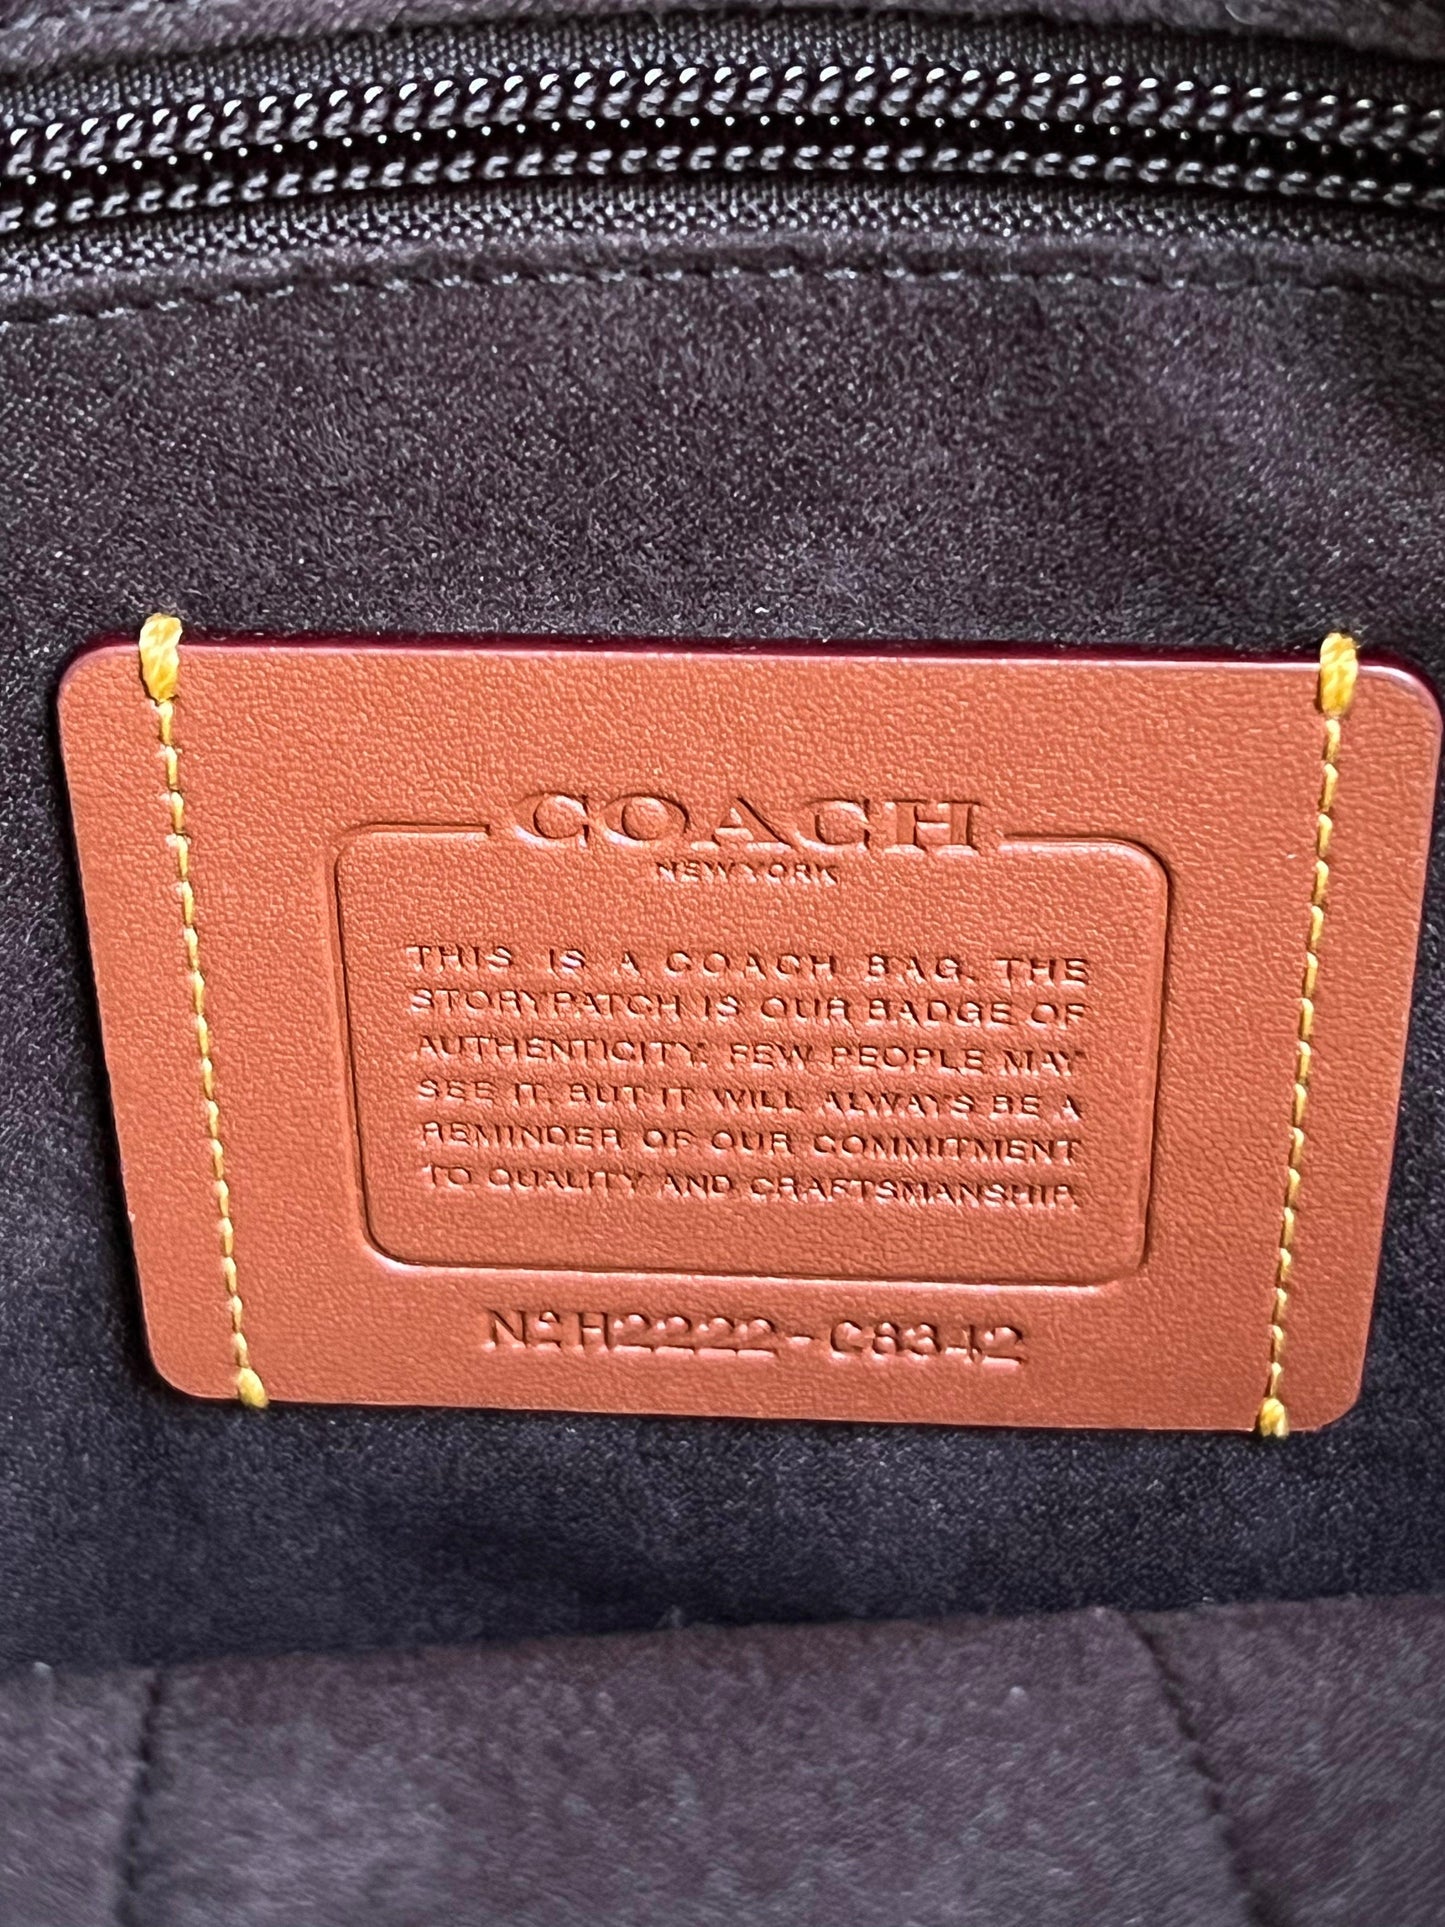 COACH
NEW YORK
THIS IS A COACH BAG. THE
STORYPATCH IS OUR BADGE OF
AUTHENTICITY. FEW PEOPLE MAY
SEE IT. BUT IT WILL ALWAYS BE A
REMINDER OF OUR COMMITMENT
TO QUALITY AND CRAFTSMANSHIP.
Nº H2222-C8342